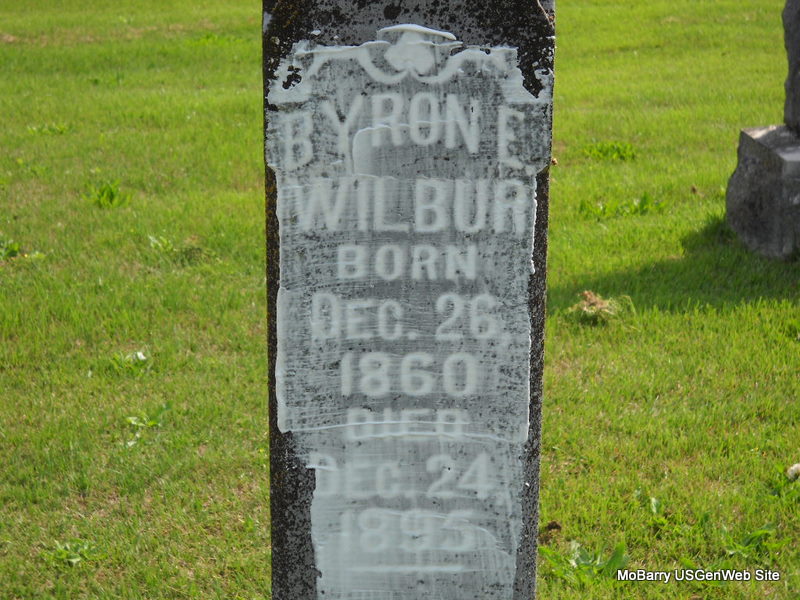 BYRON E.
WILBUR
BORN
DEC. 26,
1860
DIED
DEC. 24,
1895
MoBarry USGenWeb Site